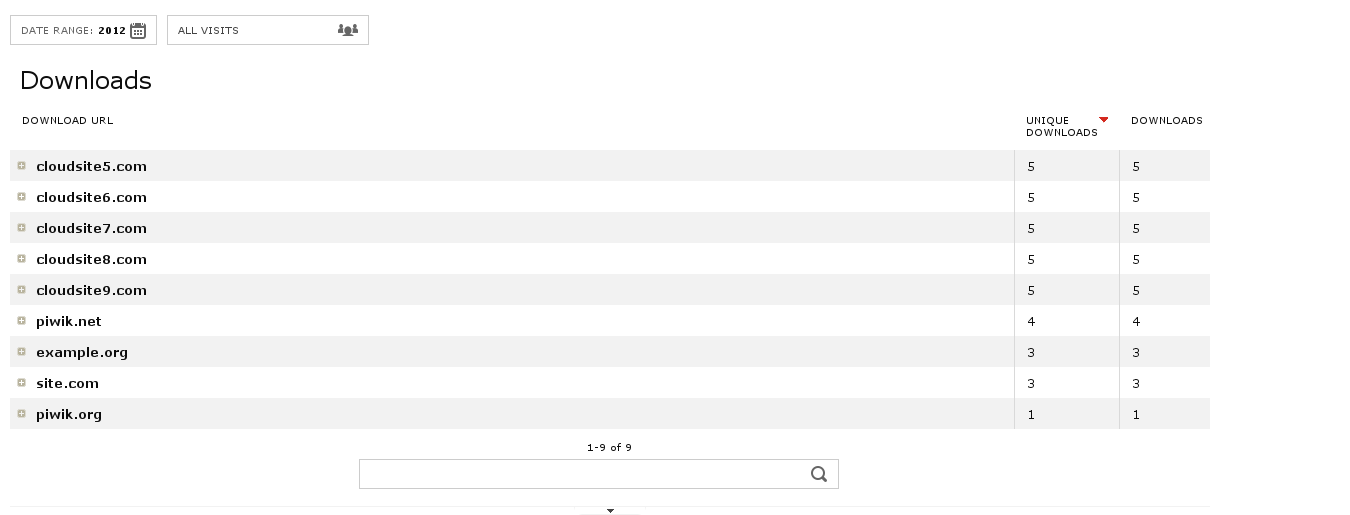 DATE RANGE: 2012 ALL VISITS
Downloads
DOWNLOAD URL UNIQUE DOWNLOADS DOWNLOADS
cloudsite5.com 5 5
cloudsite6.com 5 5
cloudsite7.com 5 5
cloudsite8.com 5 5
cloudsite9.com 5 5
piwik.net 4 4
example.org 3 3
site.com 3 3
piwik.org 1 1
1-9 of 9